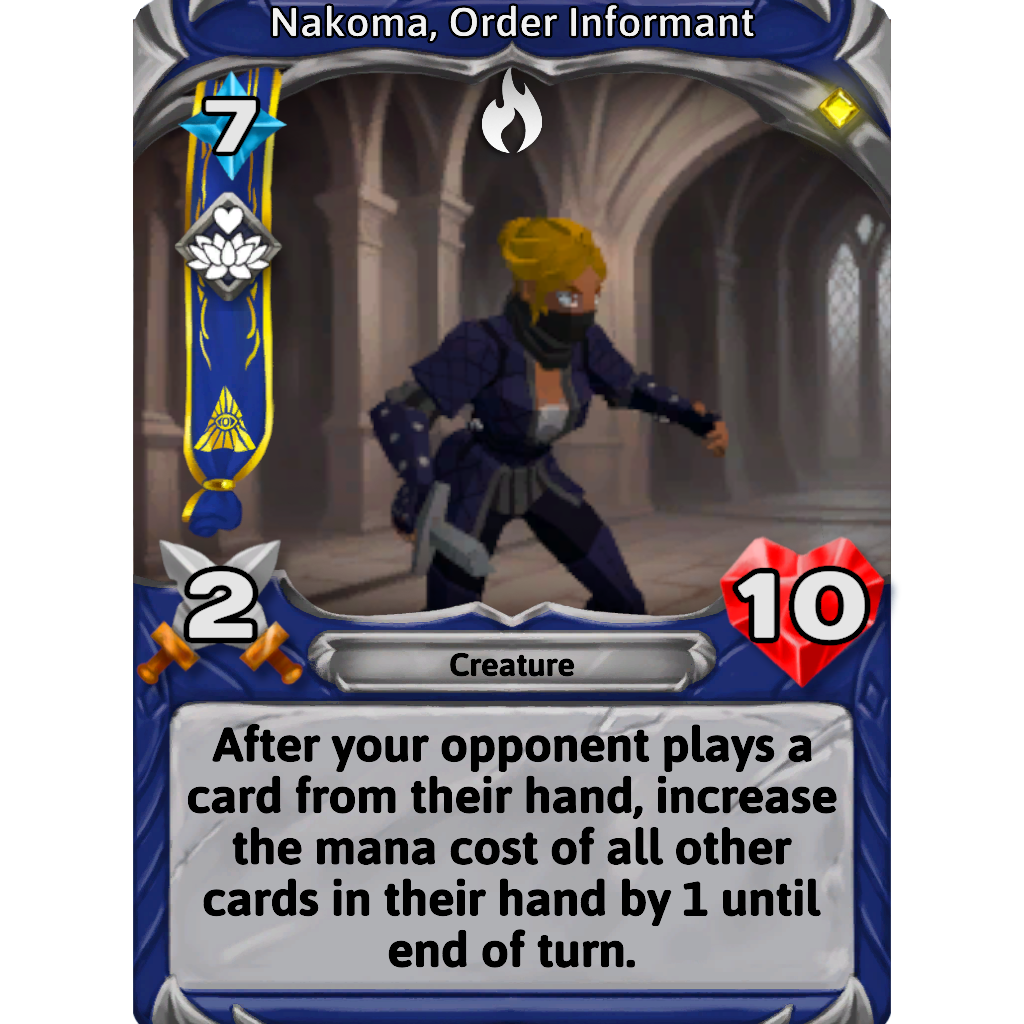 Nakoma, Order Informant
7
2
10
Creature
After your opponent plays a
card from their hand, increase
the mana cost of all other
cards in their hand by 1 until
end of turn.